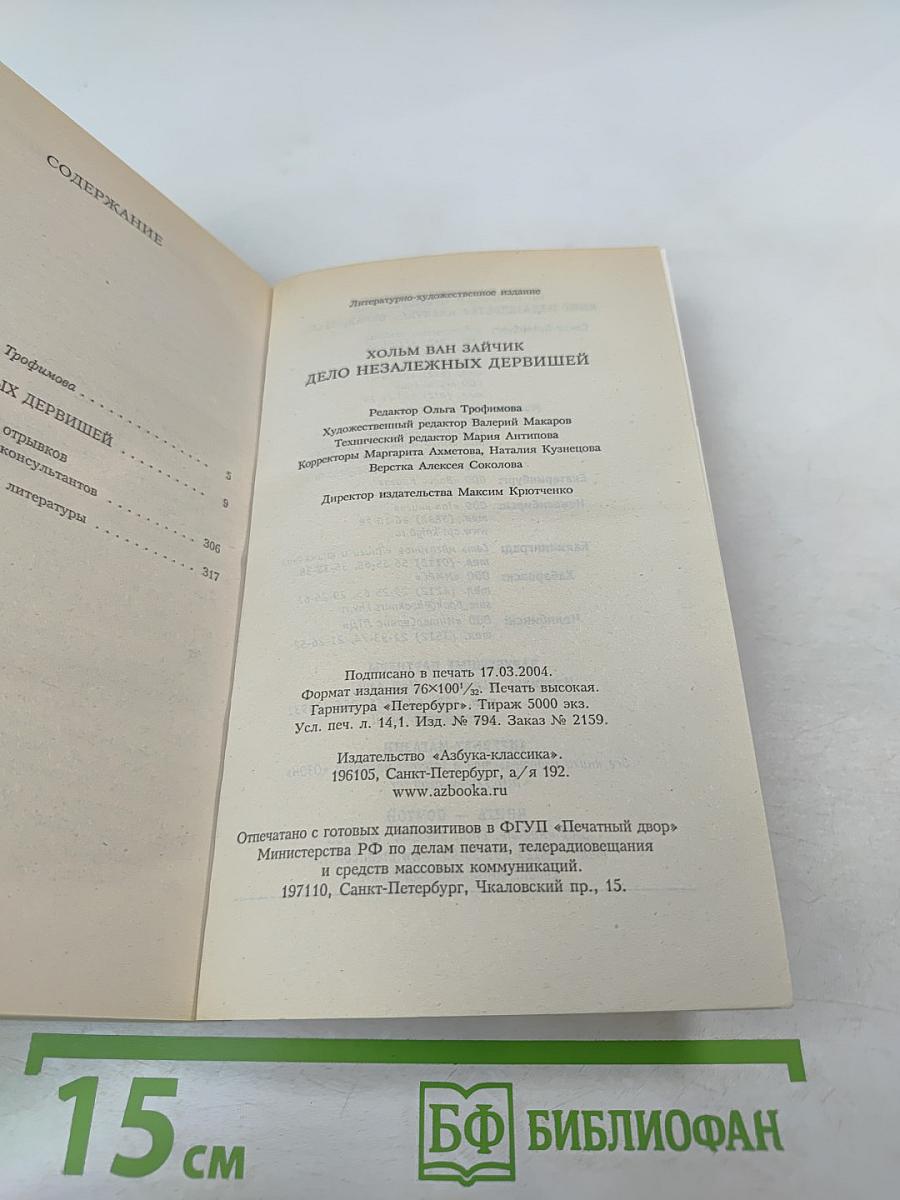 СОДЕРЖАНИЕ
Трофимова
5
ЫХ ДЕРВИШЕЙ
9
отрывков
консультантов
306
литературы
317
Литературно-художественное издание
ХОЛЬМ ВАН ЗАЙЧИК
ДЕЛО НЕЗАЛЕЖНЫХ ДЕРВИШЕЙ
Редактор Ольга Трофимова
Художественный редактор Валерий Макаров
Технический редактор Мария Антипова
Корректоры Маргарита Ахметова, Наталия Кузнецова
Верстка Алексея Соколова
Директор издательства Максим Крютченко
Подписано в печать 17.03.2004.
Формат издания 76×100¹/₃₂. Печать высокая.
Гарнитура «Петербург». Тираж 5000 экз.
Усл. печ. л. 14,1. Изд. № 794. Заказ № 2159.
Издательство «Азбука-классика».
196105, Санкт-Петербург, а/я 192.
www.azbooka.ru
Отпечатано с готовых диапозитивов в ФГУП «Печатный двор»
Министерства РФ по делам печати, телерадиовещания
и средств массовых коммуникаций.
197110, Санкт-Петербург, Чкаловский пр., 15.
15 см
БФ БИБЛИОФАН